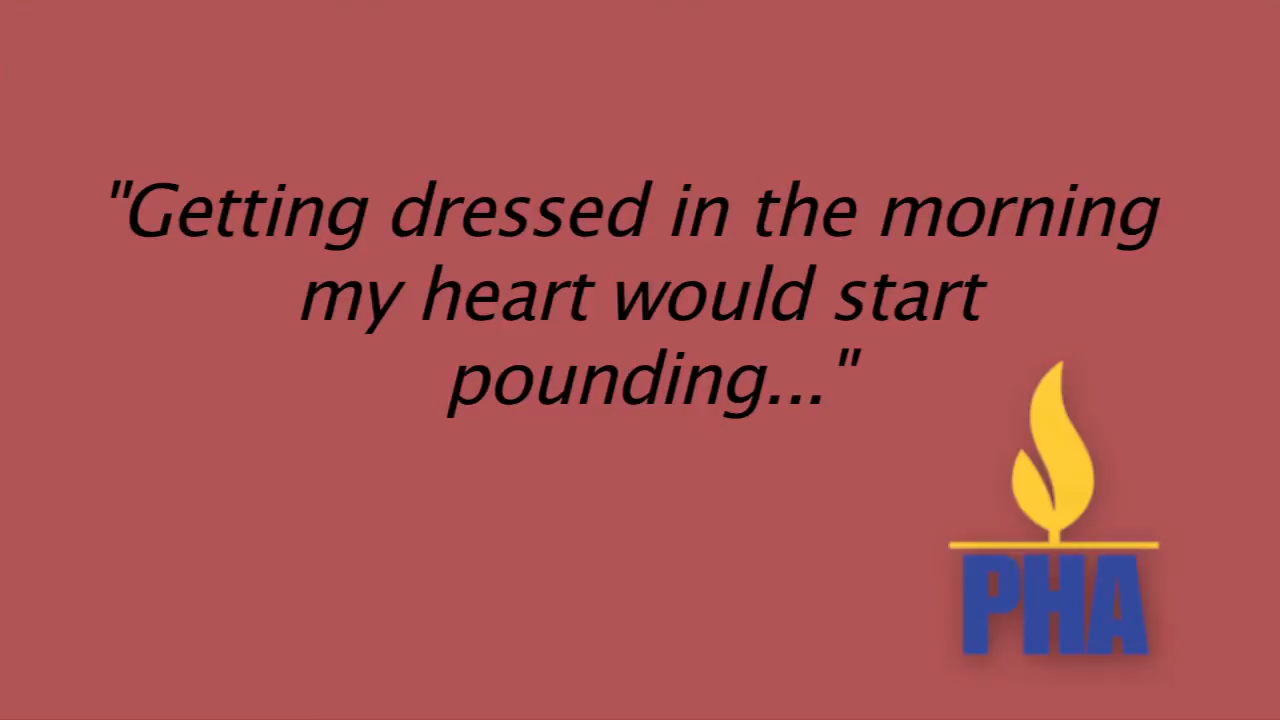 "Getting dressed in the morning
my heart would start
pounding..."
PHA